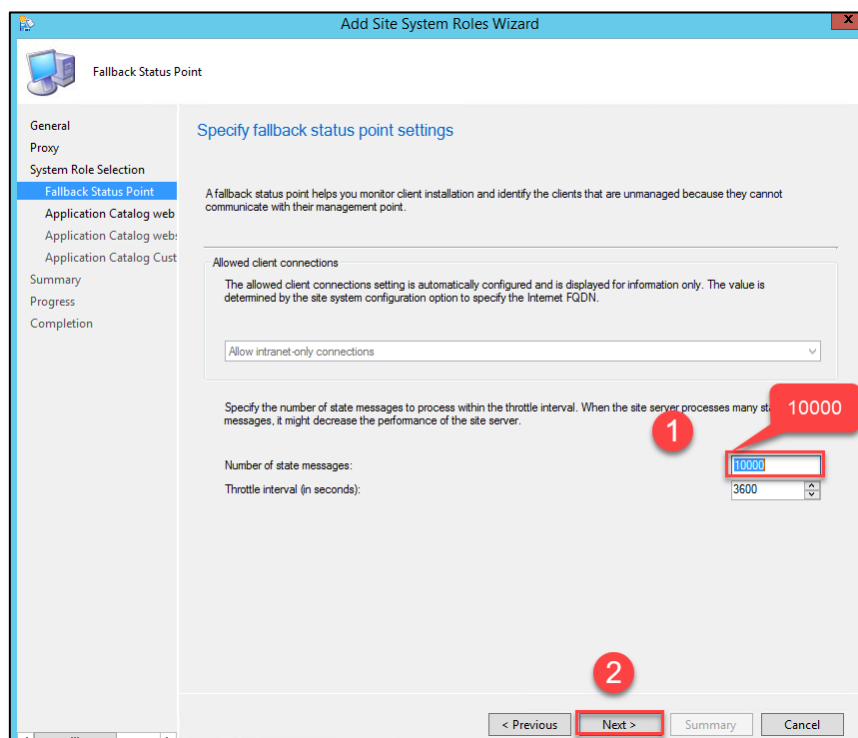 Add Site System Roles Wizard
X
Fallback Status Point
General
Proxy
System Role Selection
Fallback Status Point
Application Catalog web
Application Catalog web
Application Catalog Cust
Summary
Progress
Completion
Specify fallback status point settings
A fallback status point helps you monitor client installation and identify the clients that are unmanaged because they cannot
communicate with their management point.
Allowed client connections
The allowed client connections setting is automatically configured and is displayed for information only. The value is
determined by the site system configuration option to specify the Internet FQDN.
Allow intranet-only connections
Specify the number of state messages to process within the throttle interval. When the site server processes many
messages, it might decrease the performance of the site server.
10000
1
Number of state messages:
10000
Throttle interval (in seconds):
3600
2
< Previous
Next >
Summary
Cancel